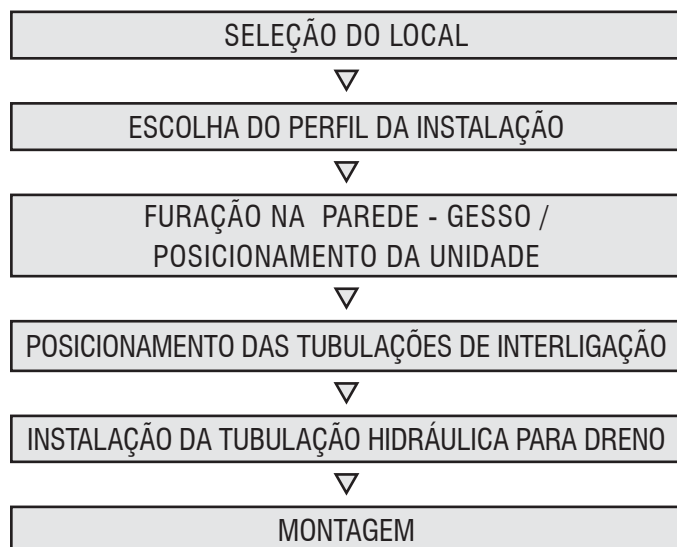 SELEÇÃO DO LOCAL
ESCOLHA DO PERFIL DA INSTALAÇÃO
FURAÇÃO NA PAREDE - GESSO /
POSICIONAMENTO DA UNIDADE
POSICIONAMENTO DAS TUBULAÇÕES DE INTERLIGAÇÃO
INSTALAÇÃO DA TUBULAÇÃO HIDRÁULICA PARA DRENO
MONTAGEM